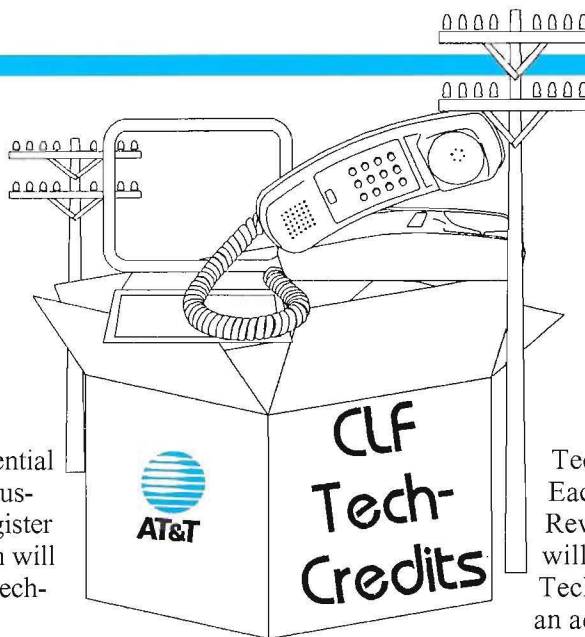 AT&T
CLF
Tech-
Credits
ential
us-
gister
n will
ech-
Tec
Eac
Rev
will
Tech
an ac